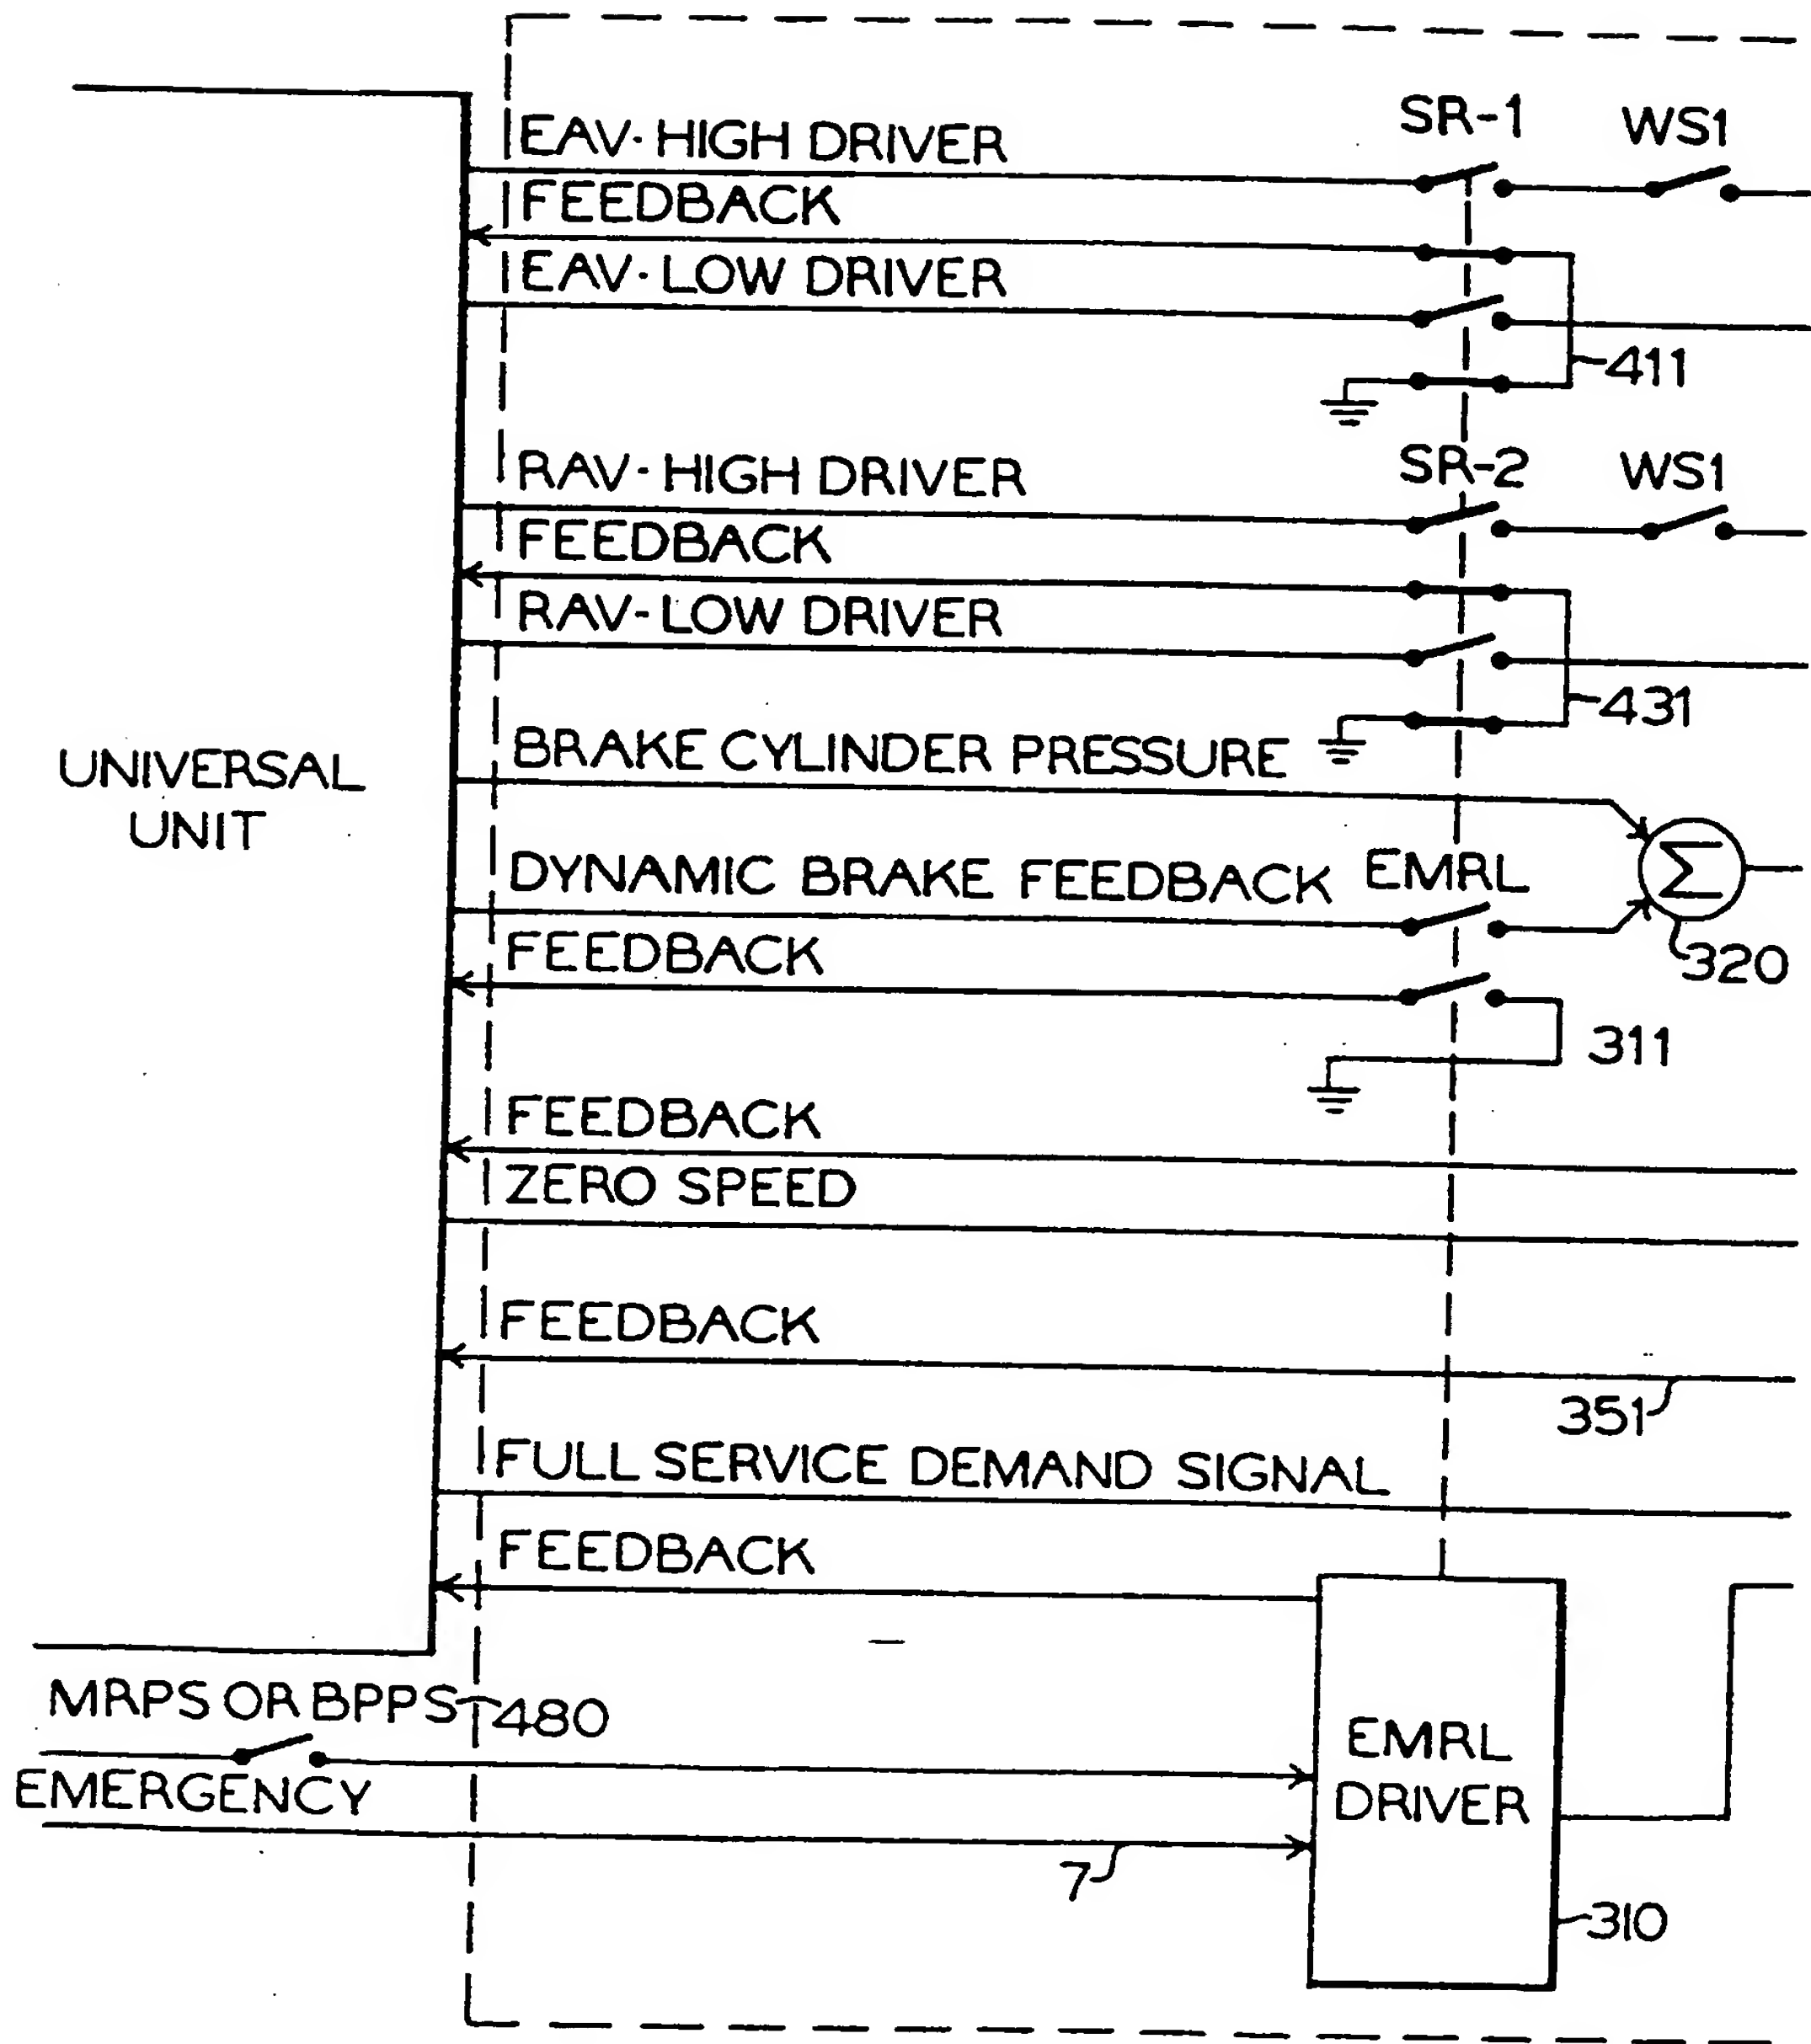 SR-1 WS1
EAV-HIGH DRIVER
FEEDBACK
EAV-LOW DRIVER
411
SR-2 WS1
RAV-HIGH DRIVER
FEEDBACK
RAV-LOW DRIVER
431
UNIVERSAL
UNIT
BRAKE CYLINDER PRESSURE
DYNAMIC BRAKE FEEDBACK EMRL
Σ
320
FEEDBACK
311
FEEDBACK
ZERO SPEED
FEEDBACK
351
FULL SERVICE DEMAND SIGNAL
FEEDBACK
MRPS OR BPPS 480
EMERGENCY
7
EMRL
DRIVER
310